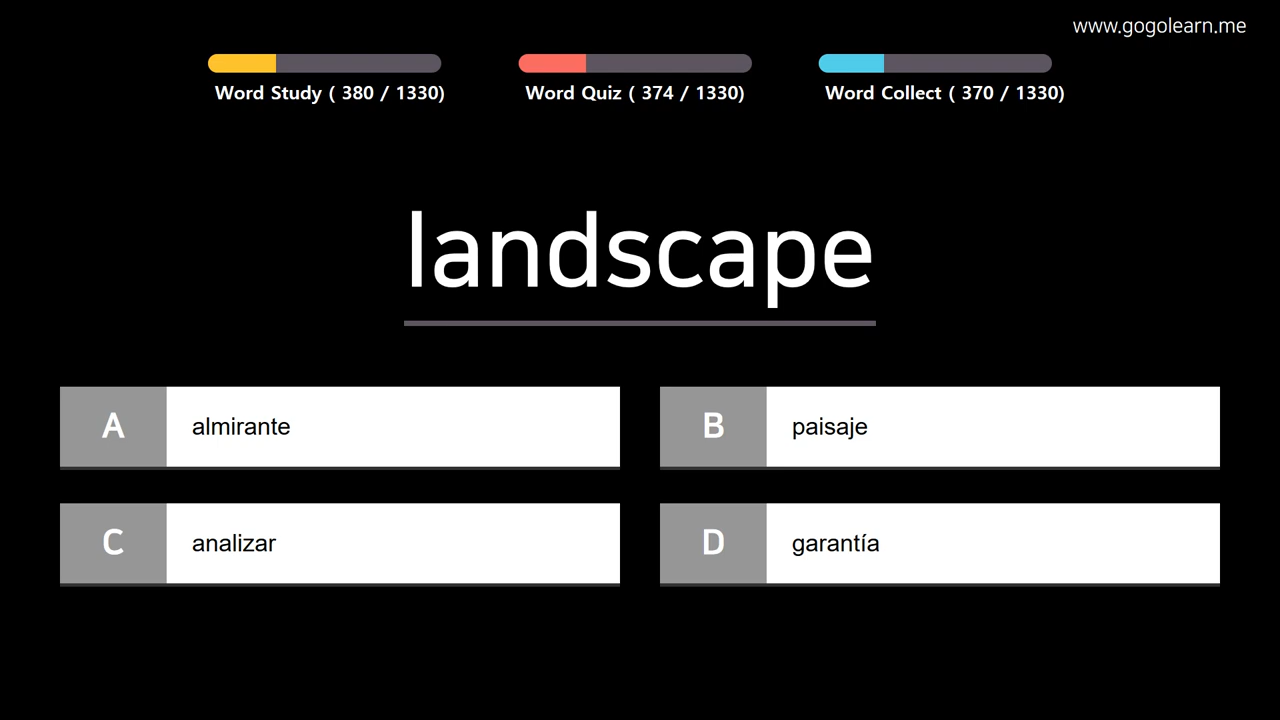 www.gogolearn.me
Word Study ( 380 / 1330)
Word Quiz ( 374 / 1330)
Word Collect ( 370 / 1330)
landscape
A almirante
B paisaje
C analizar
D garantía